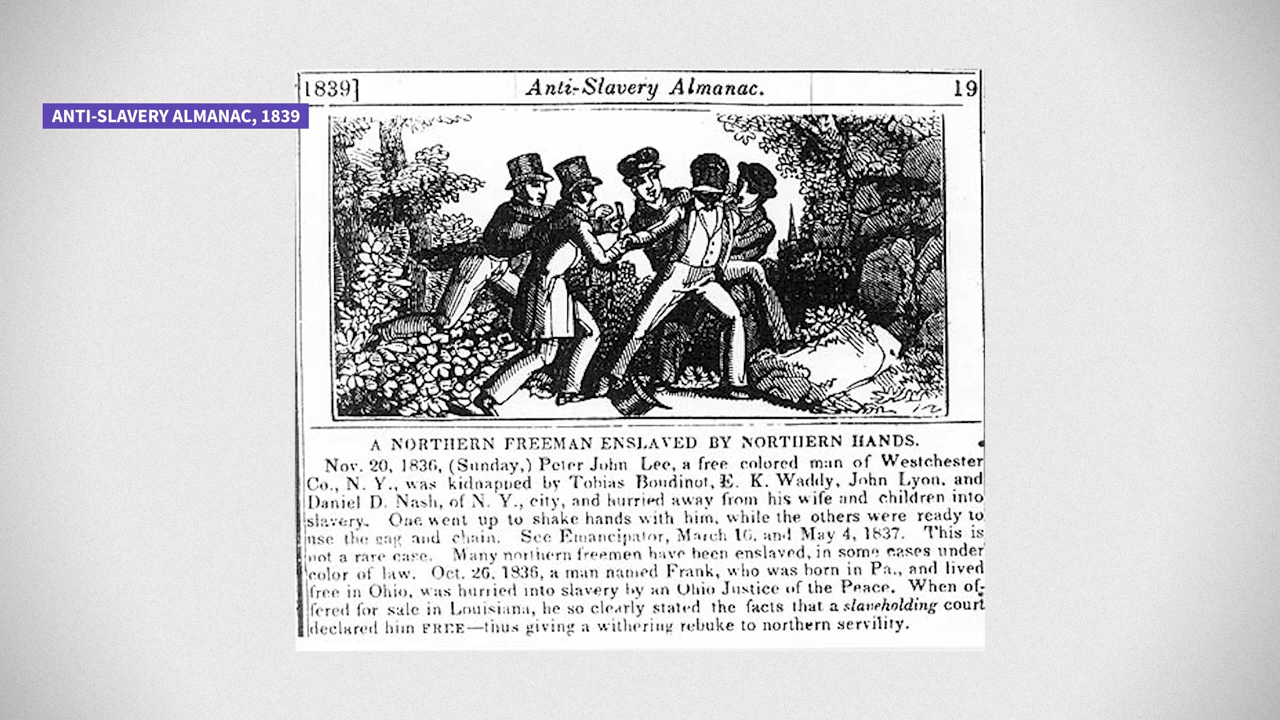 ANTI-SLAVERY ALMANAC, 1839
1839] Anti-Slavery Almanac. 19
A NORTHERN FREEMAN ENSLAVED BY NORTHERN HANDS.
Nov. 20, 1836, (Sunday,) Peter John Lee, a free colored man of Westchester
Co., N. Y., was kidnapped by Tobias Boudinot, E. K. Waddy, John Lyon, and
Daniel D. Nash, of N. Y., city, and hurried away from his wife and children into
slavery. One went up to shake hands with him, while the others were ready to
use the gag and chain. See Emancipator, March 16, and May 4, 1837. This is
not a rare case. Many northern freemen have been enslaved, in some cases under
color of law. Oct. 26, 1836, a man named Frank, who was born in Pa., and lived
free in Ohio, was hurried into slavery by an Ohio Justice of the Peace. When of-
fered for sale in Louisiana, he so clearly stated the facts that a slaveholding court
declared him FREE—thus giving a withering rebuke to northern servility.